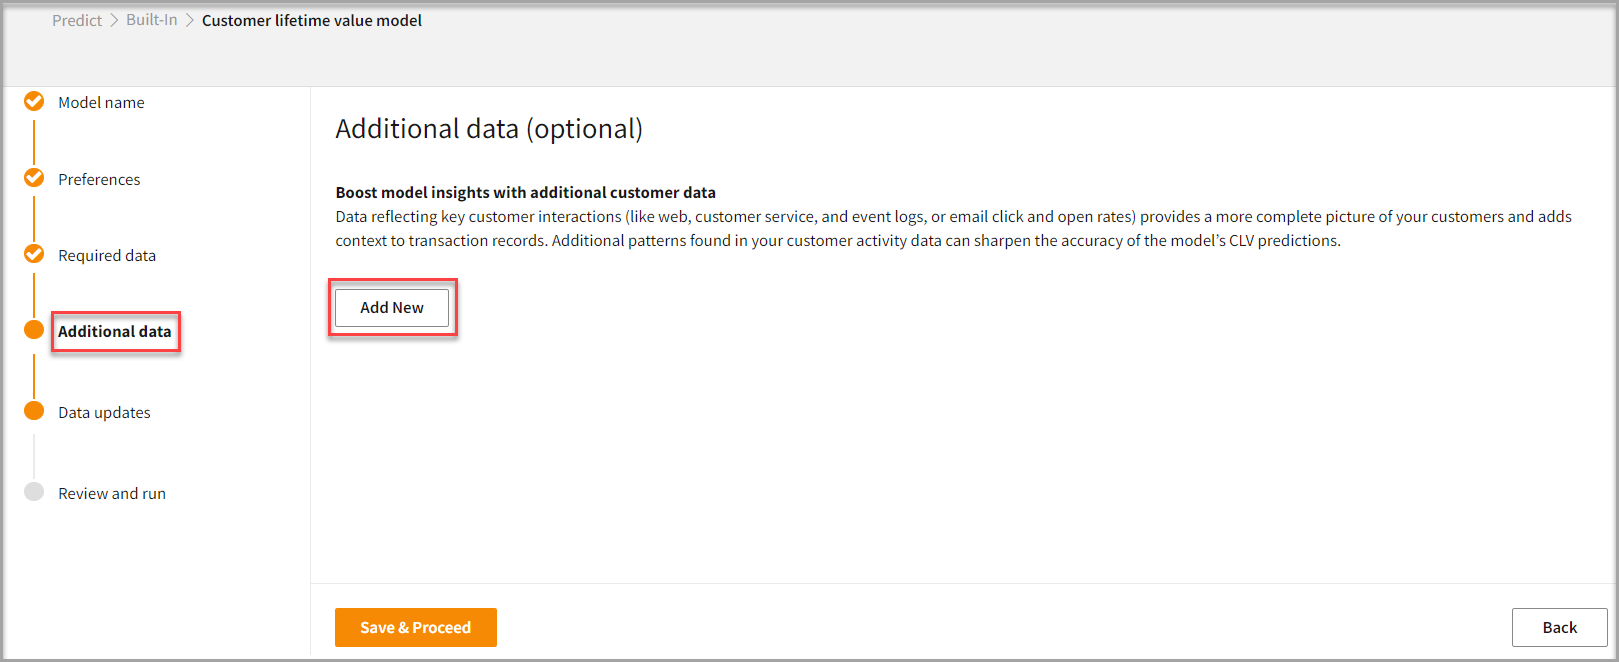 Predict > Built-In > Customer lifetime value model
Model name
Preferences
Required data
Additional data
Data updates
Review and run
Additional data (optional)
Boost model insights with additional customer data
Data reflecting key customer interactions (like web, customer service, and event logs, or email click and open rates) provides a more complete picture of your customers and adds
context to transaction records. Additional patterns found in your customer activity data can sharpen the accuracy of the model’s CLV predictions.
Add New
Save & Proceed
Back